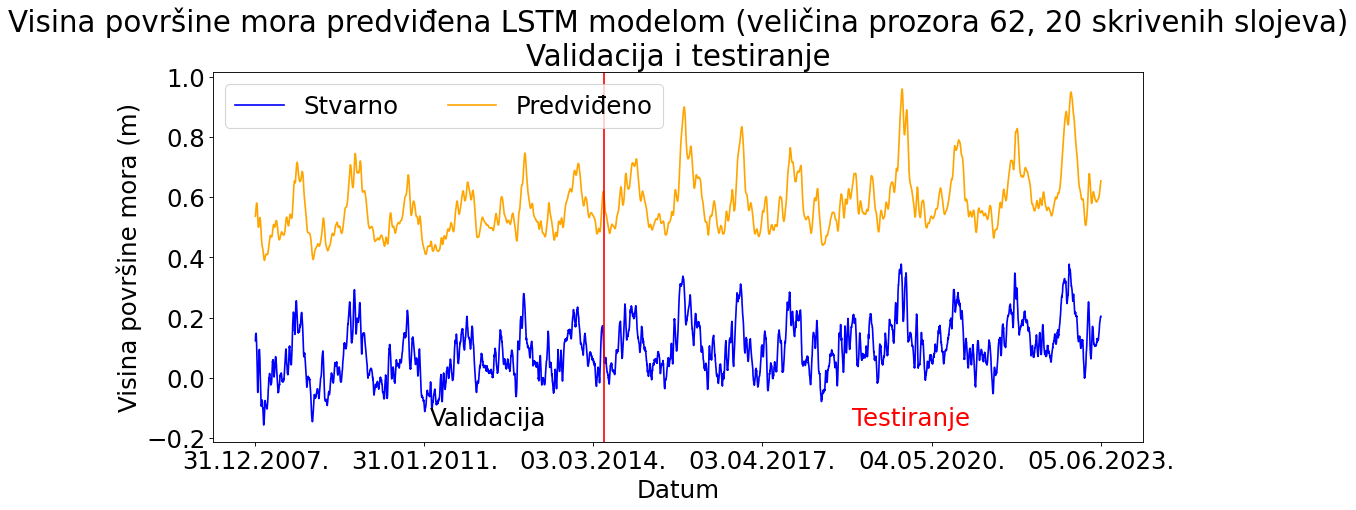 Visina površine mora predviđena LSTM modelom (veličina prozora 62, 20 skrivenih slojeva)
Validacija i testiranje
Stvarno Predviđeno
Visina površine mora (m)
1.0
0.8
0.6
0.4
0.2
0.0
−0.2
Validacija
Testiranje
31.12.2007. 31.01.2011. 03.03.2014. 03.04.2017. 04.05.2020. 05.06.2023.
Datum